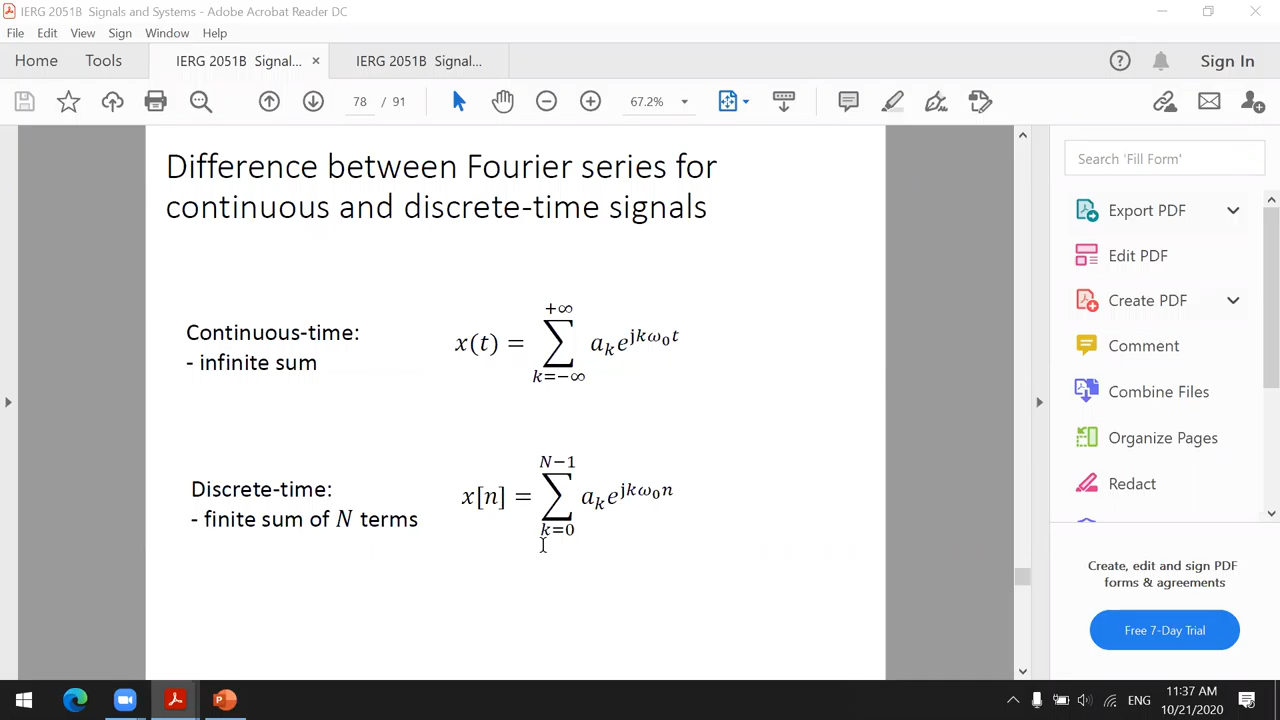 IERG 2051B Signals and Systems - Adobe Acrobat Reader DC
File Edit View Sign Window Help
Home Tools IERG 2051B Signal... × IERG 2051B Signal... Sign In
78 / 91 67.2%
Difference between Fourier series for
continuous and discrete-time signals
Continuous-time:
- infinite sum
x(t) = ∑_{k=-∞}^{+∞} a_k e^{jkω_0 t}
Discrete-time:
- finite sum of N terms
x[n] = ∑_{k=0}^{N-1} a_k e^{jkω_0 n}
Search 'Fill Form'
Export PDF
Edit PDF
Create PDF
Comment
Combine Files
Organize Pages
Redact
Create, edit and sign PDF
forms & agreements
Free 7-Day Trial
ENG
11:37 AM
10/21/2020